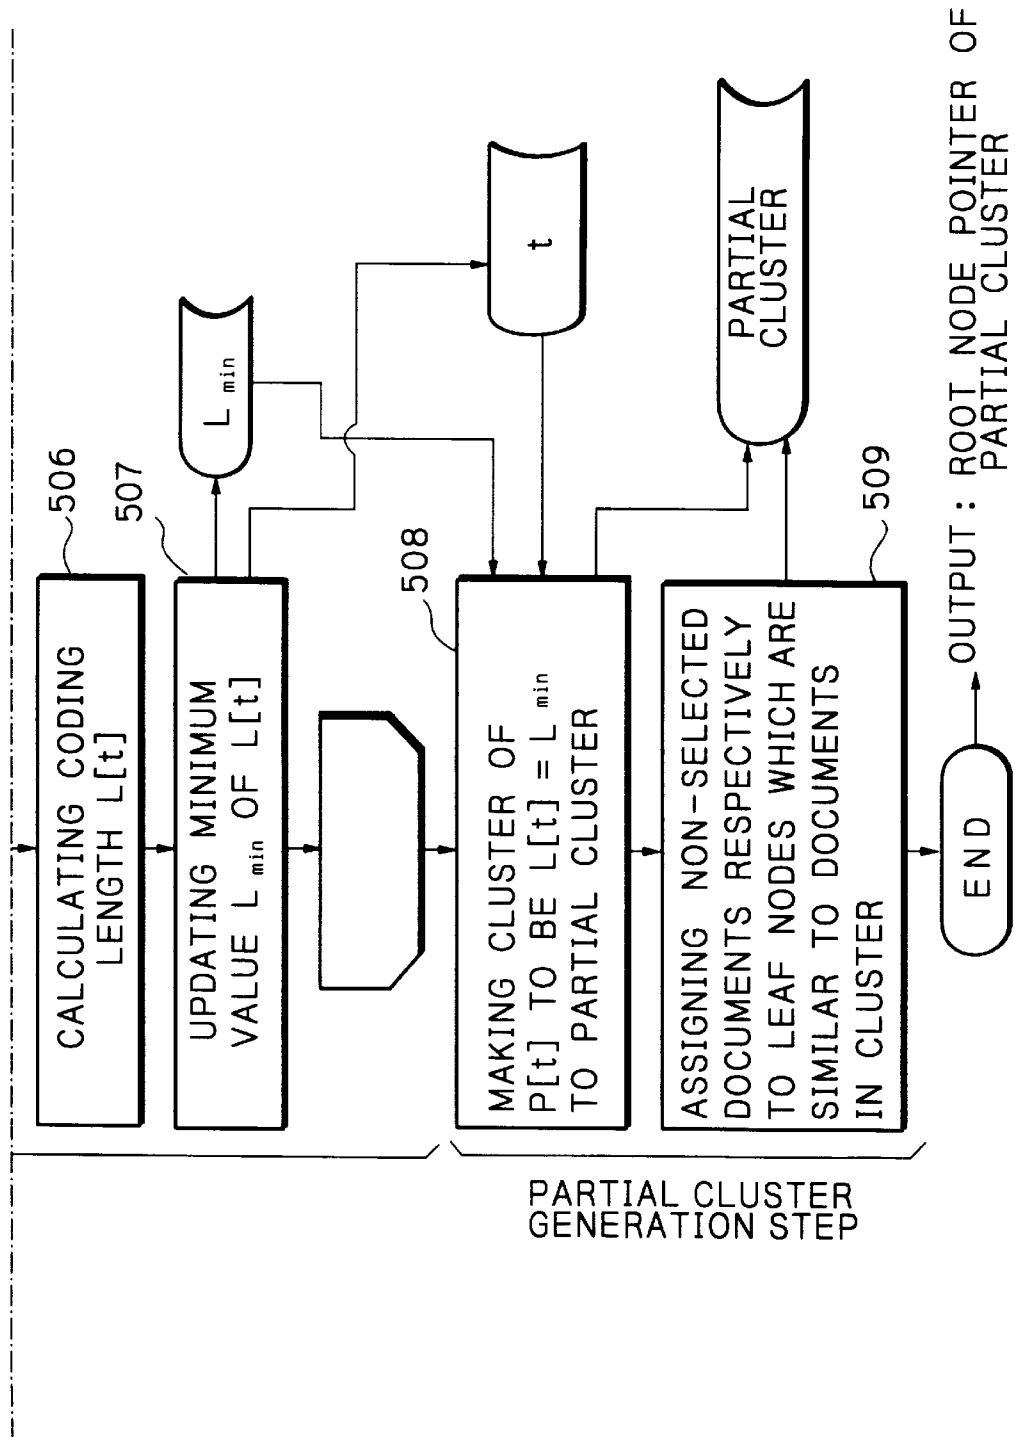 506
CALCULATING CODING
LENGTH L[t]
507
UPDATING MINIMUM
VALUE L min OF L[t]
L min
t
508
MAKING CLUSTER OF
P[t] TO BE L[t] = L min
TO PARTIAL CLUSTER
PARTIAL
CLUSTER
509
ASSIGNING NON-SELECTED
DOCUMENTS RESPECTIVELY
TO LEAF NODES WHICH ARE
SIMILAR TO DOCUMENTS
IN CLUSTER
PARTIAL CLUSTER
GENERATION STEP
END
OUTPUT : ROOT NODE POINTER OF
PARTIAL CLUSTER